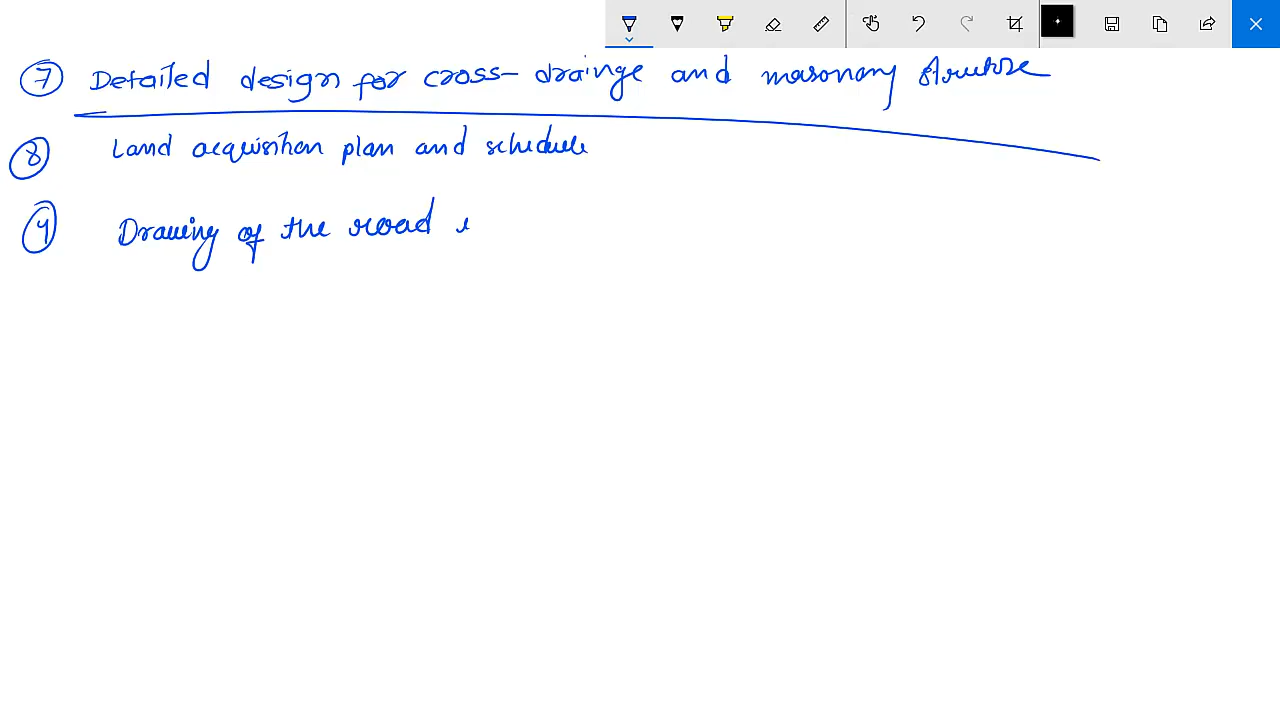 7 Detailed design for cross-drainge and masonary structure
8 Land acquisition plan and schedule
9 Drawing of the road